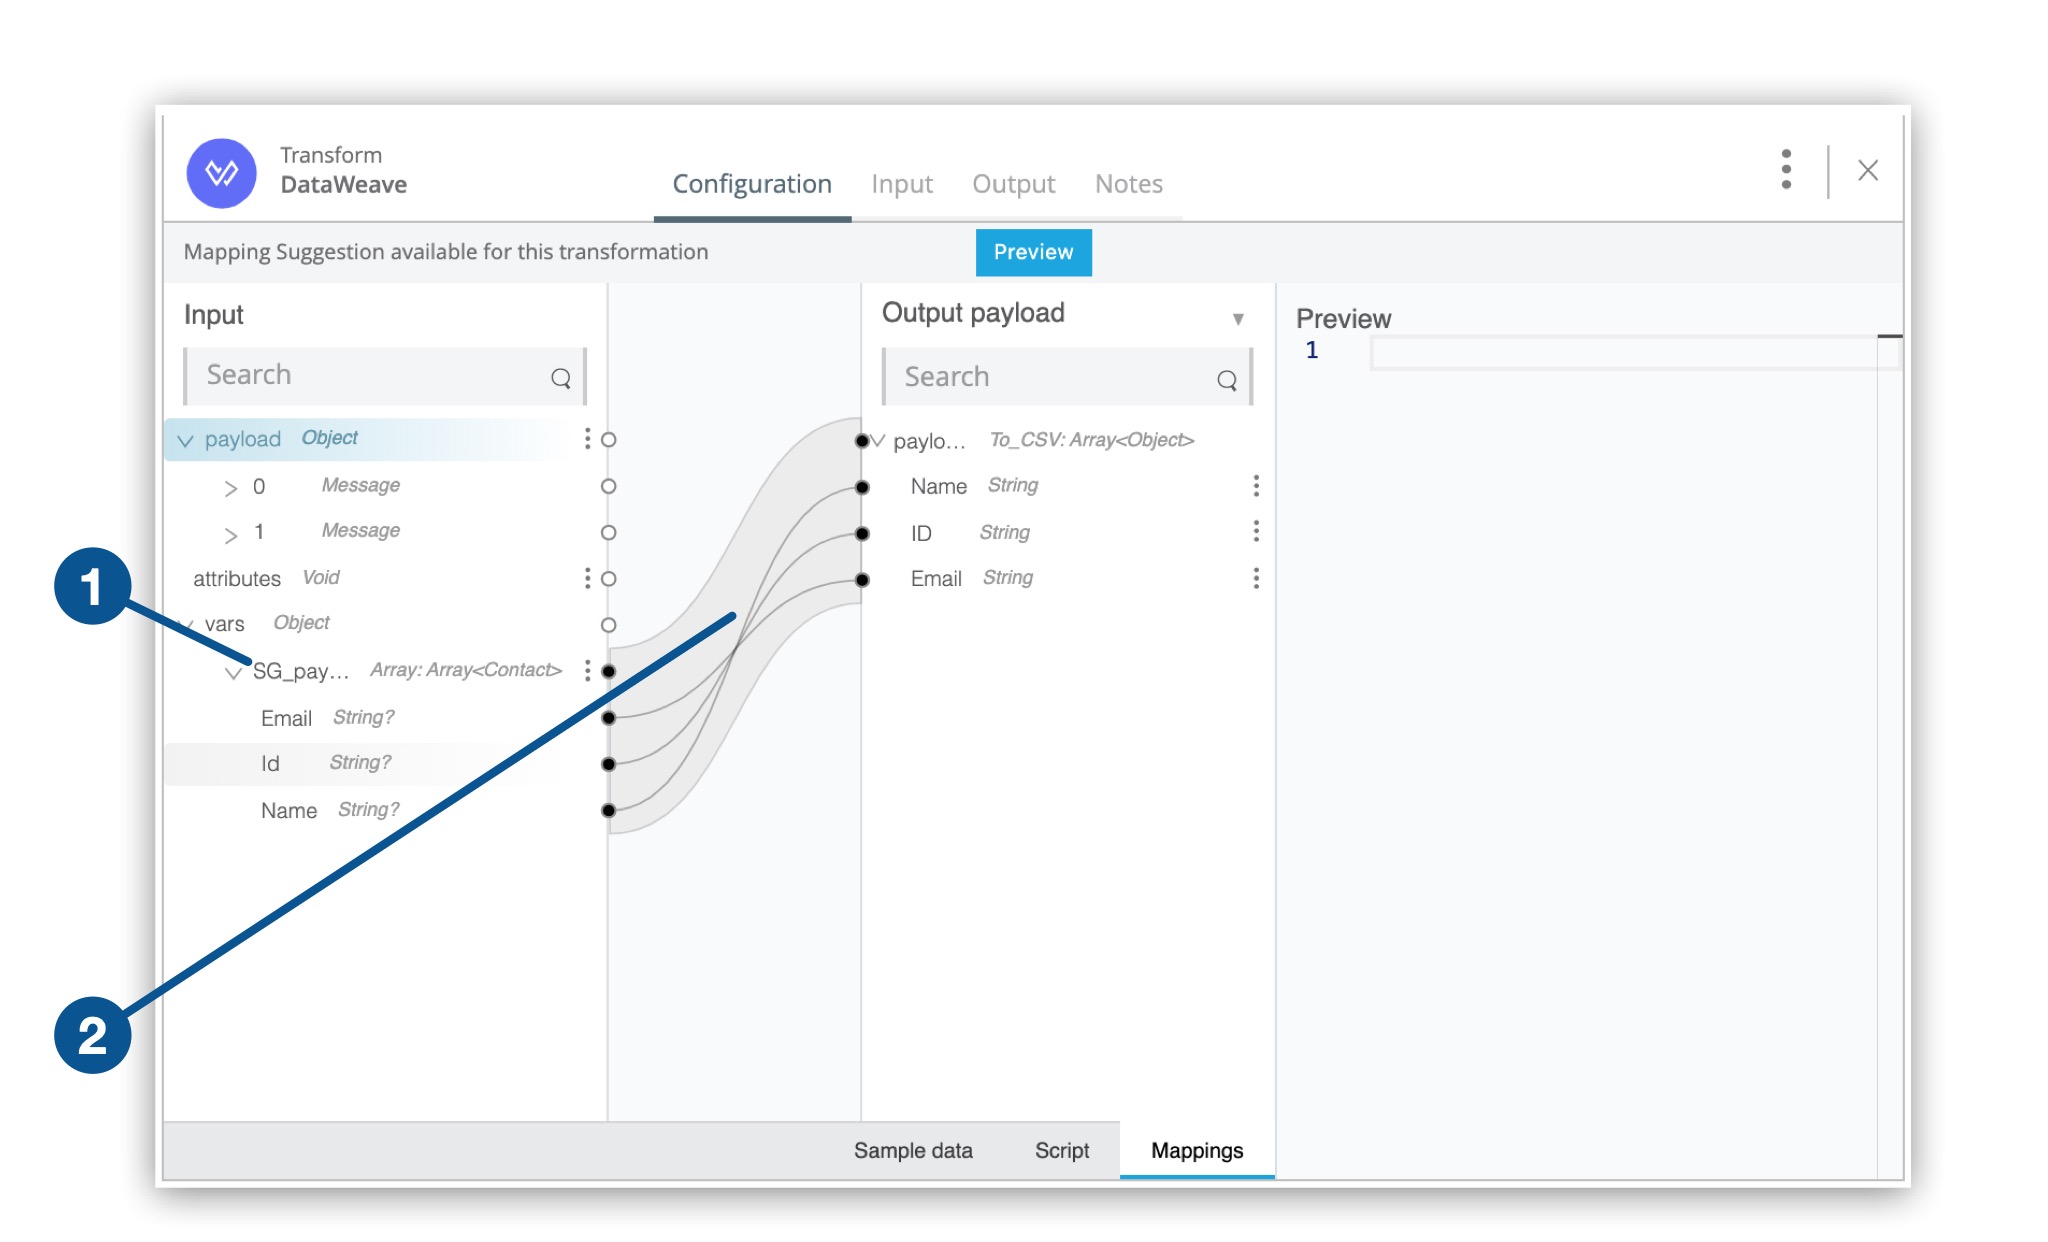 Transform
DataWeave
Configuration Input Output Notes
Mapping Suggestion available for this transformation
Preview
Input
Search
payload Object
0 Message
1 Message
attributes Void
vars Object
SG_pay... Array: Array<Contact>
Email String?
Id String?
Name String?
1
2
Output payload
Search
paylo... To_CSV: Array<Object>
Name String
ID String
Email String
Preview
1
Sample data Script Mappings